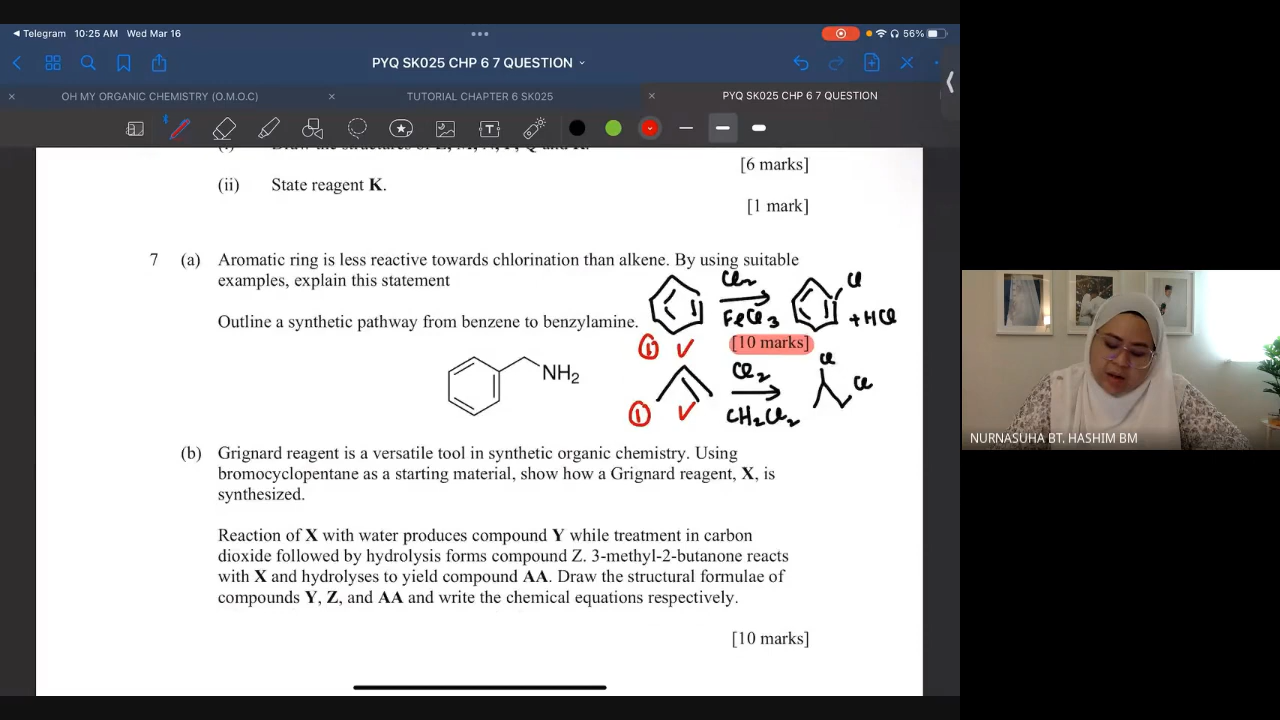 Telegram 10:25 AM Wed Mar 16
56%
PYQ SK025 CHP 6 7 QUESTION
OH MY ORGANIC CHEMISTRY (O.M.O.C)
TUTORIAL CHAPTER 6 SK025
PYQ SK025 CHP 6 7 QUESTION
[6 marks]
(ii) State reagent K.
[1 mark]
7 (a) Aromatic ring is less reactive towards chlorination than alkene. By using suitable
examples, explain this statement
Cl2
Cl
FeCl3
+HCl
Outline a synthetic pathway from benzene to benzylamine.
1 ✓ [10 marks]
NH2
Cl2
Cl
Cl
1 ✓ CH2Cl2
(b) Grignard reagent is a versatile tool in synthetic organic chemistry. Using
bromocyclopentane as a starting material, show how a Grignard reagent, X, is
synthesized.
Reaction of X with water produces compound Y while treatment in carbon
dioxide followed by hydrolysis forms compound Z. 3-methyl-2-butanone reacts
with X and hydrolyses to yield compound AA. Draw the structural formulae of
compounds Y, Z, and AA and write the chemical equations respectively.
[10 marks]
NURNASUHA BT. HASHIM BM